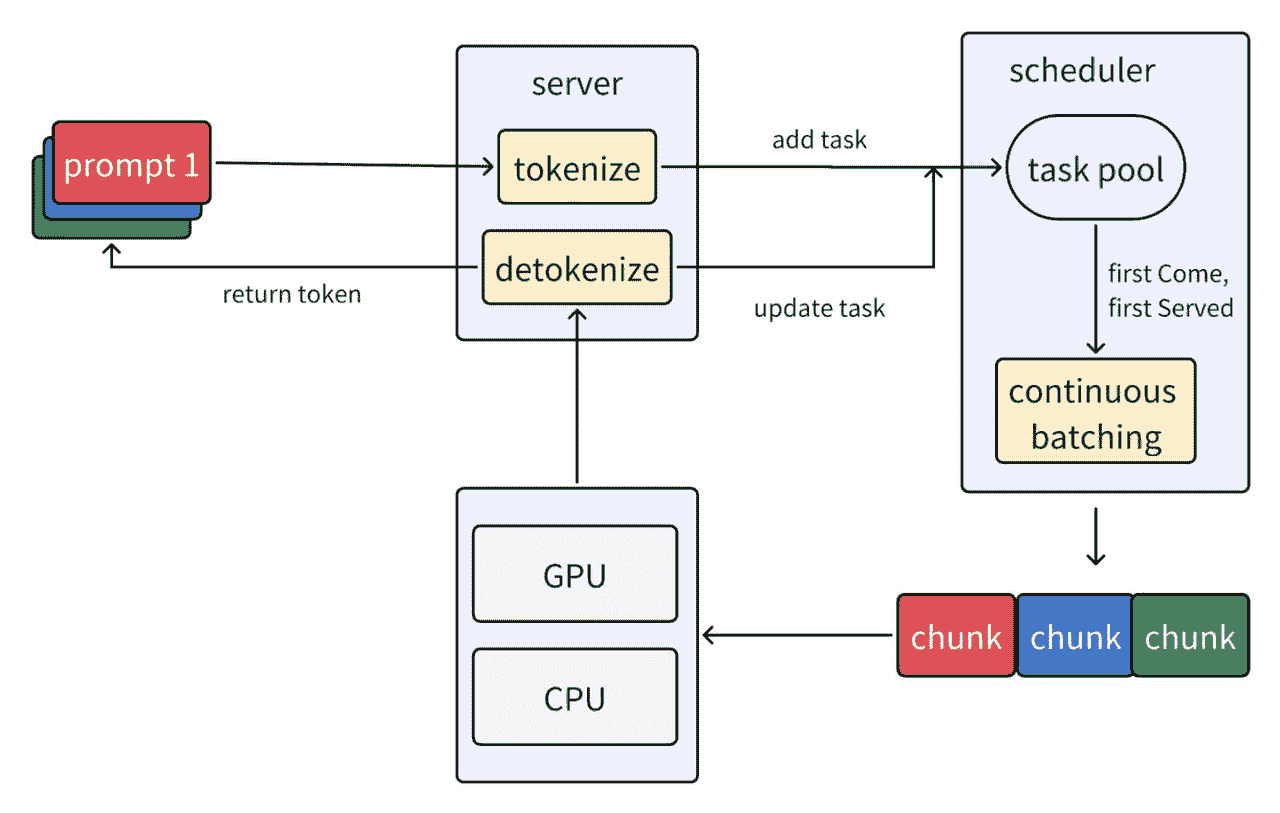 server
scheduler
prompt 1
tokenize
add task
task pool
detokenize
return token
update task
first Come,
first Served
continuous
batching
GPU
CPU
chunk
chunk
chunk